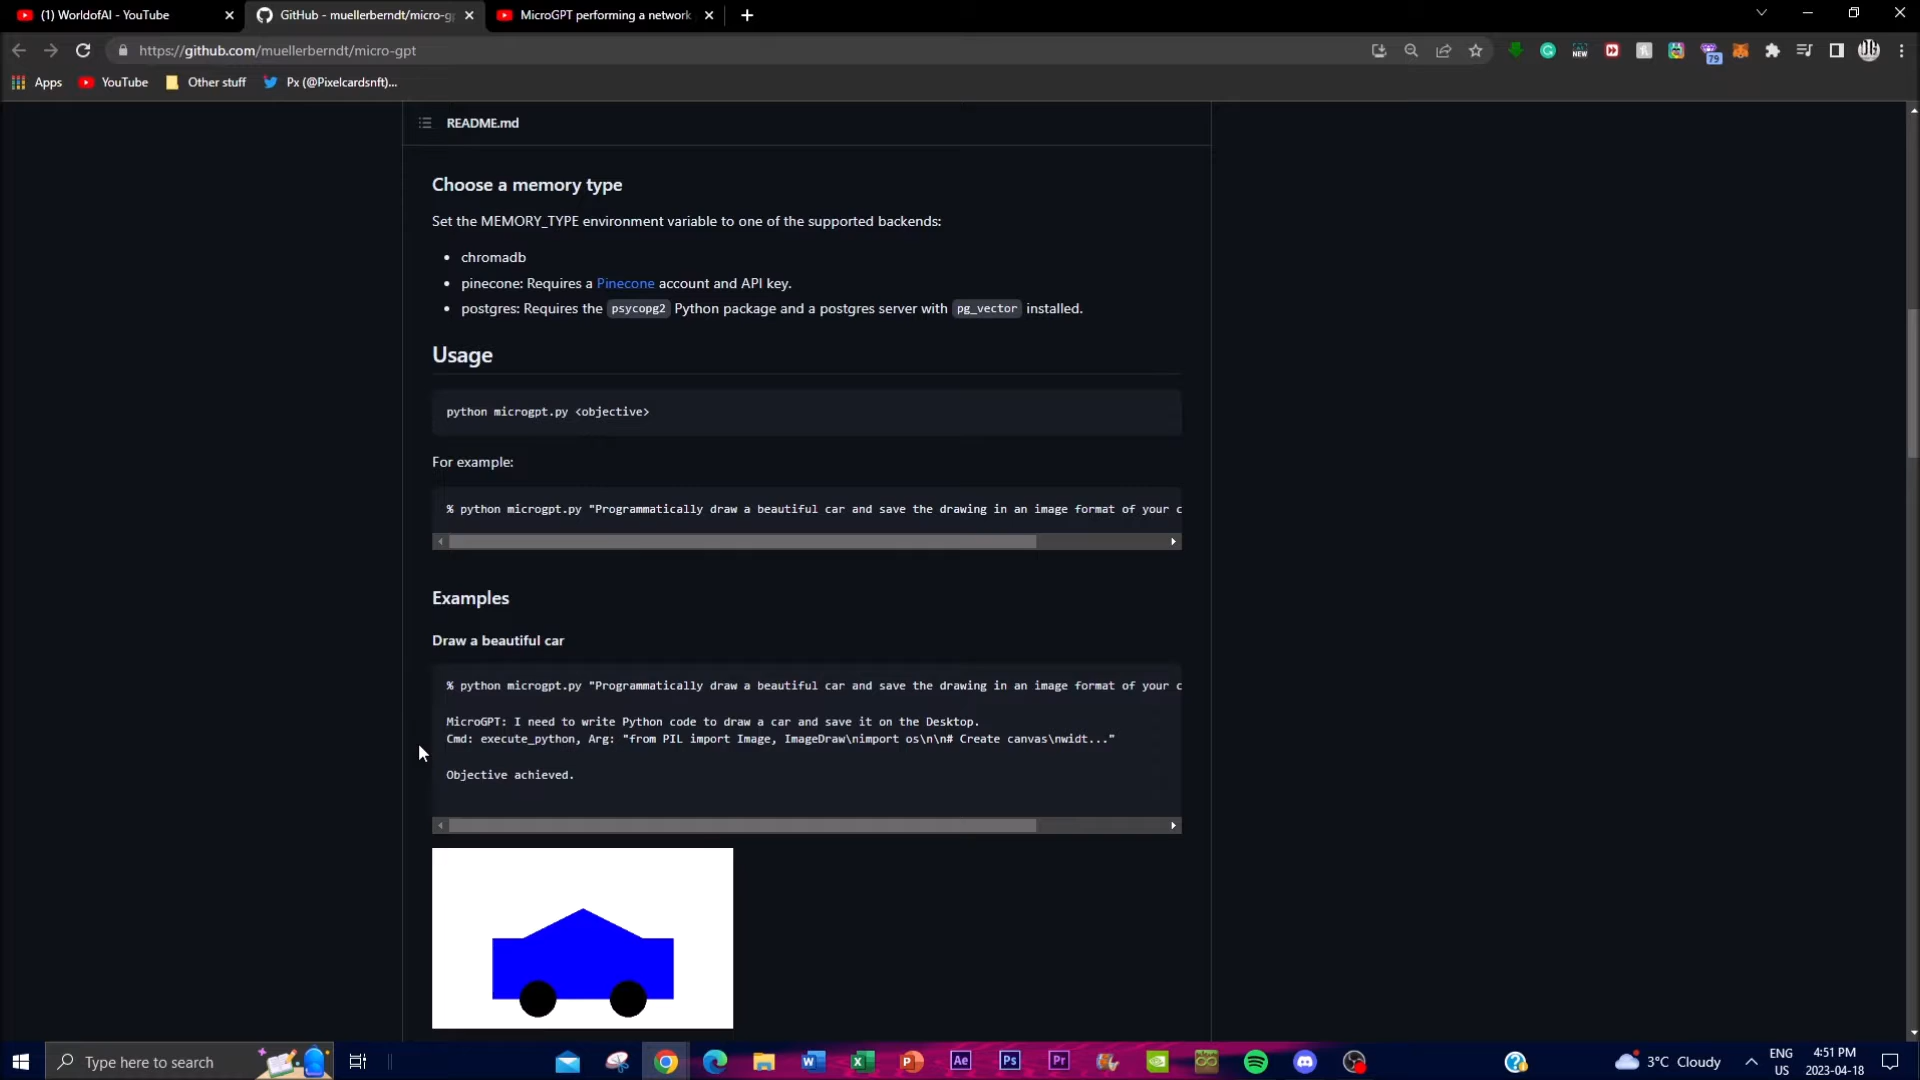 (1) WorldofAI - YouTube
GitHub - muellerberndt/micro-g
MicroGPT performing a network
https://github.com/muellerberndt/micro-gpt
NEW
79
Apps
YouTube
Other stuff
Px (@Pixelcardsnft)...
README.md
Choose a memory type
Set the MEMORY_TYPE environment variable to one of the supported backends:
• chromadb
• pinecone: Requires a Pinecone account and API key.
• postgres: Requires the psycopg2 Python package and a postgres server with pg_vector installed.
Usage
python microgpt.py <objective>
For example:
% python microgpt.py "Programmatically draw a beautiful car and save the drawing in an image format of your c
Examples
Draw a beautiful car
% python microgpt.py "Programmatically draw a beautiful car and save the drawing in an image format of your c
MicroGPT: I need to write Python code to draw a car and save it on the Desktop.
Cmd: execute_python, Arg: "from PIL import Image, ImageDraw\nimport os\n\n# Create canvas\nwidt..."
Objective achieved.
Type here to search
Ae
Ps
Pr
3°C Cloudy
ENG
US
4:51 PM
2023-04-18